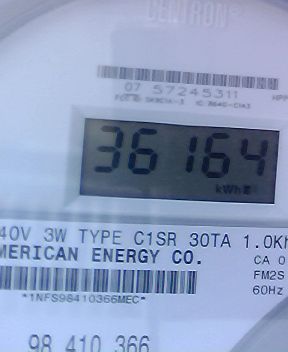 CENTRON®
07 57245311
36164
kWh
40V 3W TYPE C1SR 30TA 1.0Kh
MERICAN ENERGY CO.
CA 0
FM2S
60Hz
*1NFS98410366MEC*
98 410 366